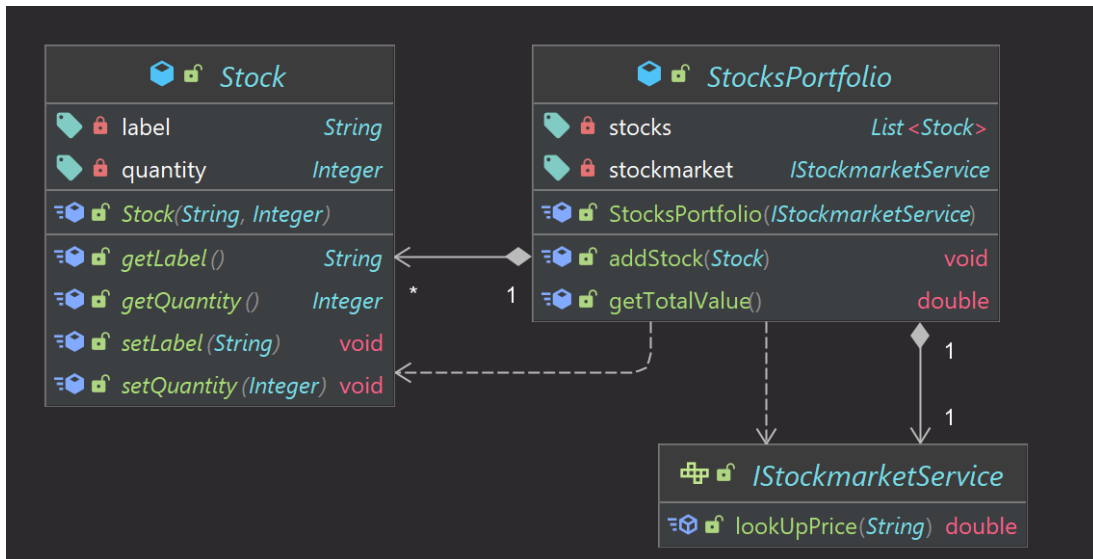 Stock
label String
quantity Integer
Stock(String, Integer)
getLabel() String
getQuantity() Integer
setLabel(String) void
setQuantity(Integer) void
* 1
StocksPortfolio
stocks List<Stock>
stockmarket IStockmarketService
StocksPortfolio(IStockmarketService)
addStock(Stock) void
getTotalValue() double
1
1
IStockmarketService
lookUpPrice(String) double